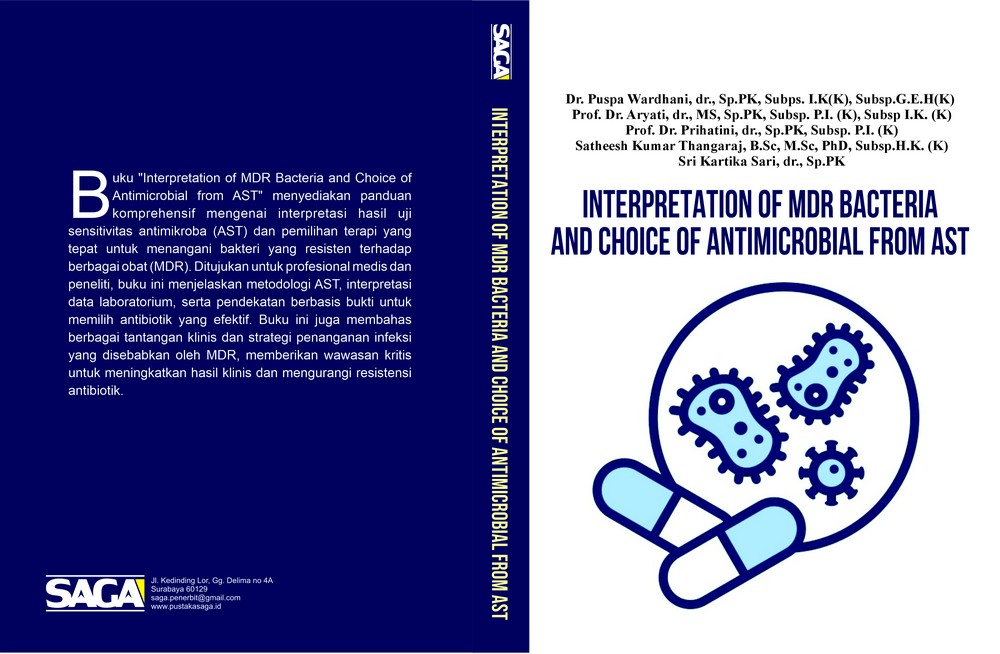 Buku "Interpretation of MDR Bacteria and Choice of
Antimicrobial from AST" menyediakan panduan
komprehensif mengenai interpretasi hasil uji
sensitivitas antimikroba (AST) dan pemilihan terapi yang
tepat untuk menangani bakteri yang resisten terhadap
berbagai obat (MDR). Ditujukan untuk profesional medis dan
peneliti, buku ini menjelaskan metodologi AST, interpretasi
data laboratorium, serta pendekatan berbasis bukti untuk
memilih antibiotik yang efektif. Buku ini juga membahas
berbagai tantangan klinis dan strategi penanganan infeksi
yang disebabkan oleh MDR, memberikan wawasan kritis
untuk meningkatkan hasil klinis dan mengurangi resistensi
antibiotik.
SAGA
Jl. Kedinding Lor, Gg. Delima no 4A
Surabaya 60129
saga.penerbit@gmail.com
www.pustakasaga.id
SAGA
INTERPRETATION OF MDR BACTERIA AND CHOICE OF ANTIMICROBIAL FROM AST
Dr. Puspa Wardhani, dr., Sp.PK, Subps. I.K(K), Subsp.G.E.H(K)
Prof. Dr. Aryati, dr., MS, Sp.PK, Subsp. P.I. (K), Subsp I.K. (K)
Prof. Dr. Prihatini, dr., Sp.PK, Subsp. P.I. (K)
Satheesh Kumar Thangaraj, B.Sc, M.Sc, PhD, Subsp.H.K. (K)
Sri Kartika Sari, dr., Sp.PK
INTERPRETATION OF MDR BACTERIA
AND CHOICE OF ANTIMICROBIAL FROM AST